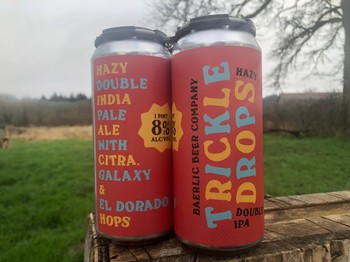 HAZY
DOUBLE
INDIA
PALE
ALE
WITH
CITRA,
GALAXY
&
EL DORADO
HOPS
1 PINT
8%
ALC/VOL
BAERLIC BEER COMPANY
TRICKLE
DROPS
HAZY
DOUBLE
IPA